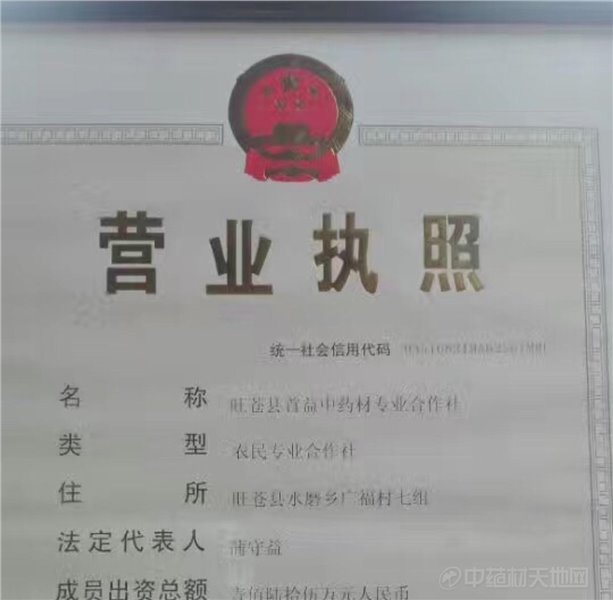 营业执照
统一社会信用代码
名称 旺苍县首益中药材专业合作社
类型 农民专业合作社
住所 旺苍县水磨乡广福村七组
法定代表人 蒲守益
成员出资总额 壹佰陆拾伍万元人民币
中药材天地网